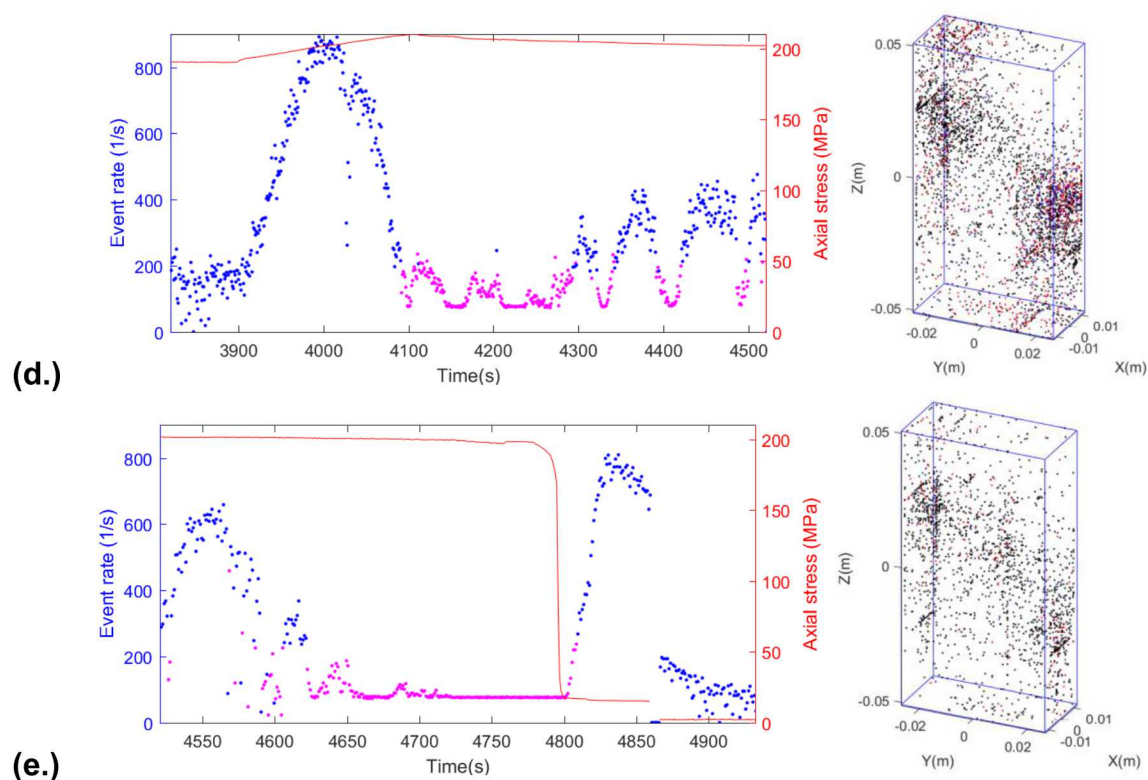 800
600
400
200
0
Event rate (1/s)
200
150
100
50
0
Axial stress (MPa)
3900 4000 4100 4200 4300 4400 4500
Time(s)
0.05
0
-0.05
Z(m)
-0.02 0 0.02
Y(m)
0.01
0
-0.01
X(m)
(d.)
800
600
400
200
0
Event rate (1/s)
200
150
100
50
0
Axial stress (MPa)
4550 4600 4650 4700 4750 4800 4850 4900
Time(s)
0.05
0
-0.05
Z(m)
-0.02 0 0.02
Y(m)
0.01
0
-0.01
X(m)
(e.)